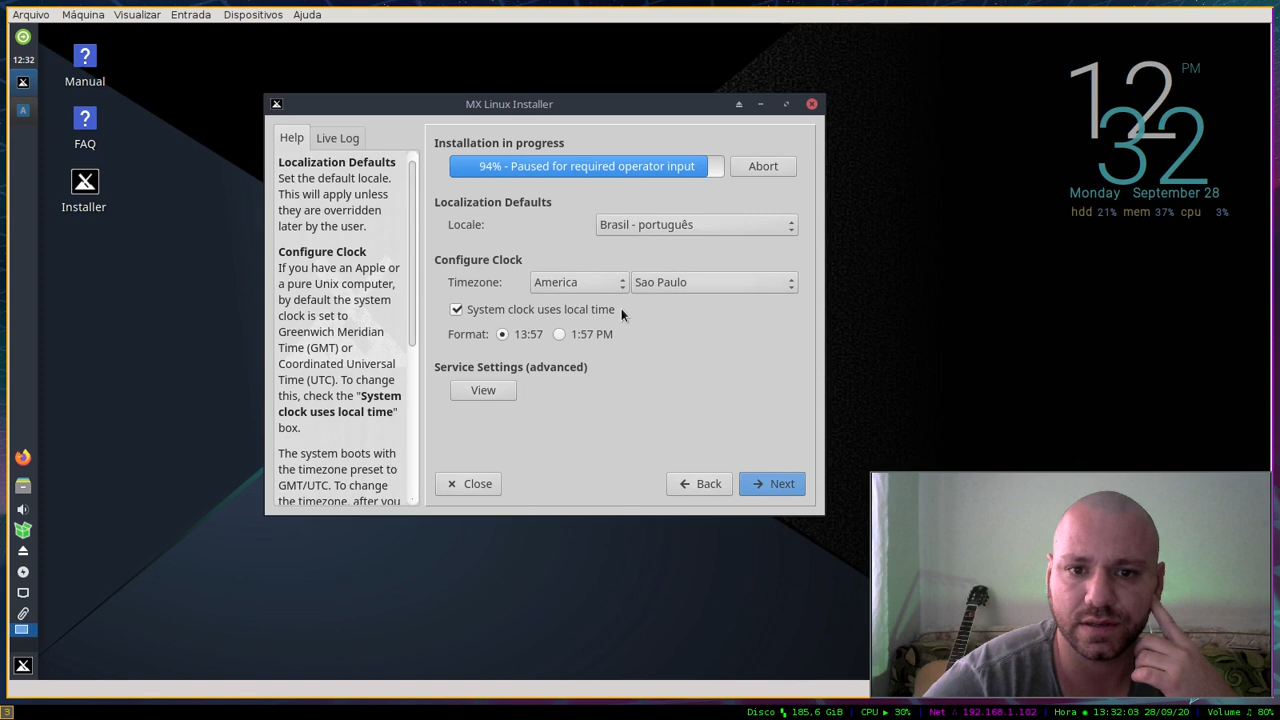 Arquivo Máquina Visualizar Entrada Dispositivos Ajuda
12:32
Manual
FAQ
Installer
A
MX Linux Installer
Help Live Log
Localization Defaults
Set the default locale.
This will apply unless
they are overridden
later by the user.
Configure Clock
If you have an Apple or
a pure Unix computer,
by default the system
clock is set to
Greenwich Meridian
Time (GMT) or
Coordinated Universal
Time (UTC). To change
this, check the "System
clock uses local time"
box.
The system boots with
the timezone preset to
GMT/UTC. To change
the timezone, after you
Installation in progress
94% - Paused for required operator input Abort
Localization Defaults
Locale: Brasil - português
Configure Clock
Timezone: America Sao Paulo
System clock uses local time
Format: 13:57 1:57 PM
Service Settings (advanced)
View
Close Back Next
12 PM
32
Monday September 28
hdd 21% mem 37% cpu 3%
3 Disco 185,6 GiB | CPU ▶ 30% | Net 192.168.1.102 | Hora 13:32:03 28/09/20 | Volume ♫ 80%